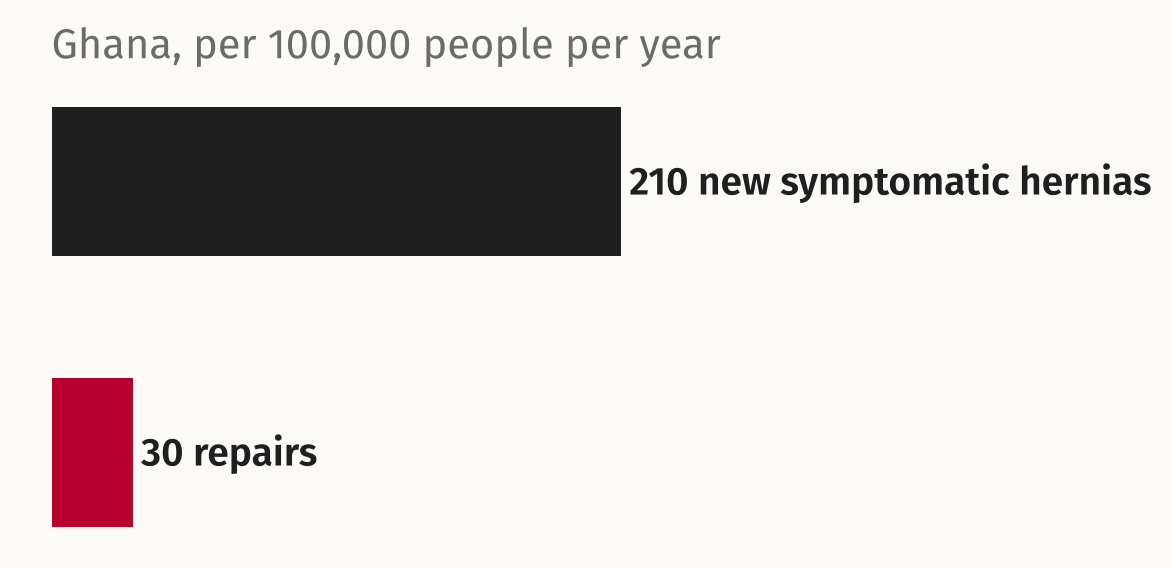 Ghana, per 100,000 people per year
210 new symptomatic hernias
30 repairs